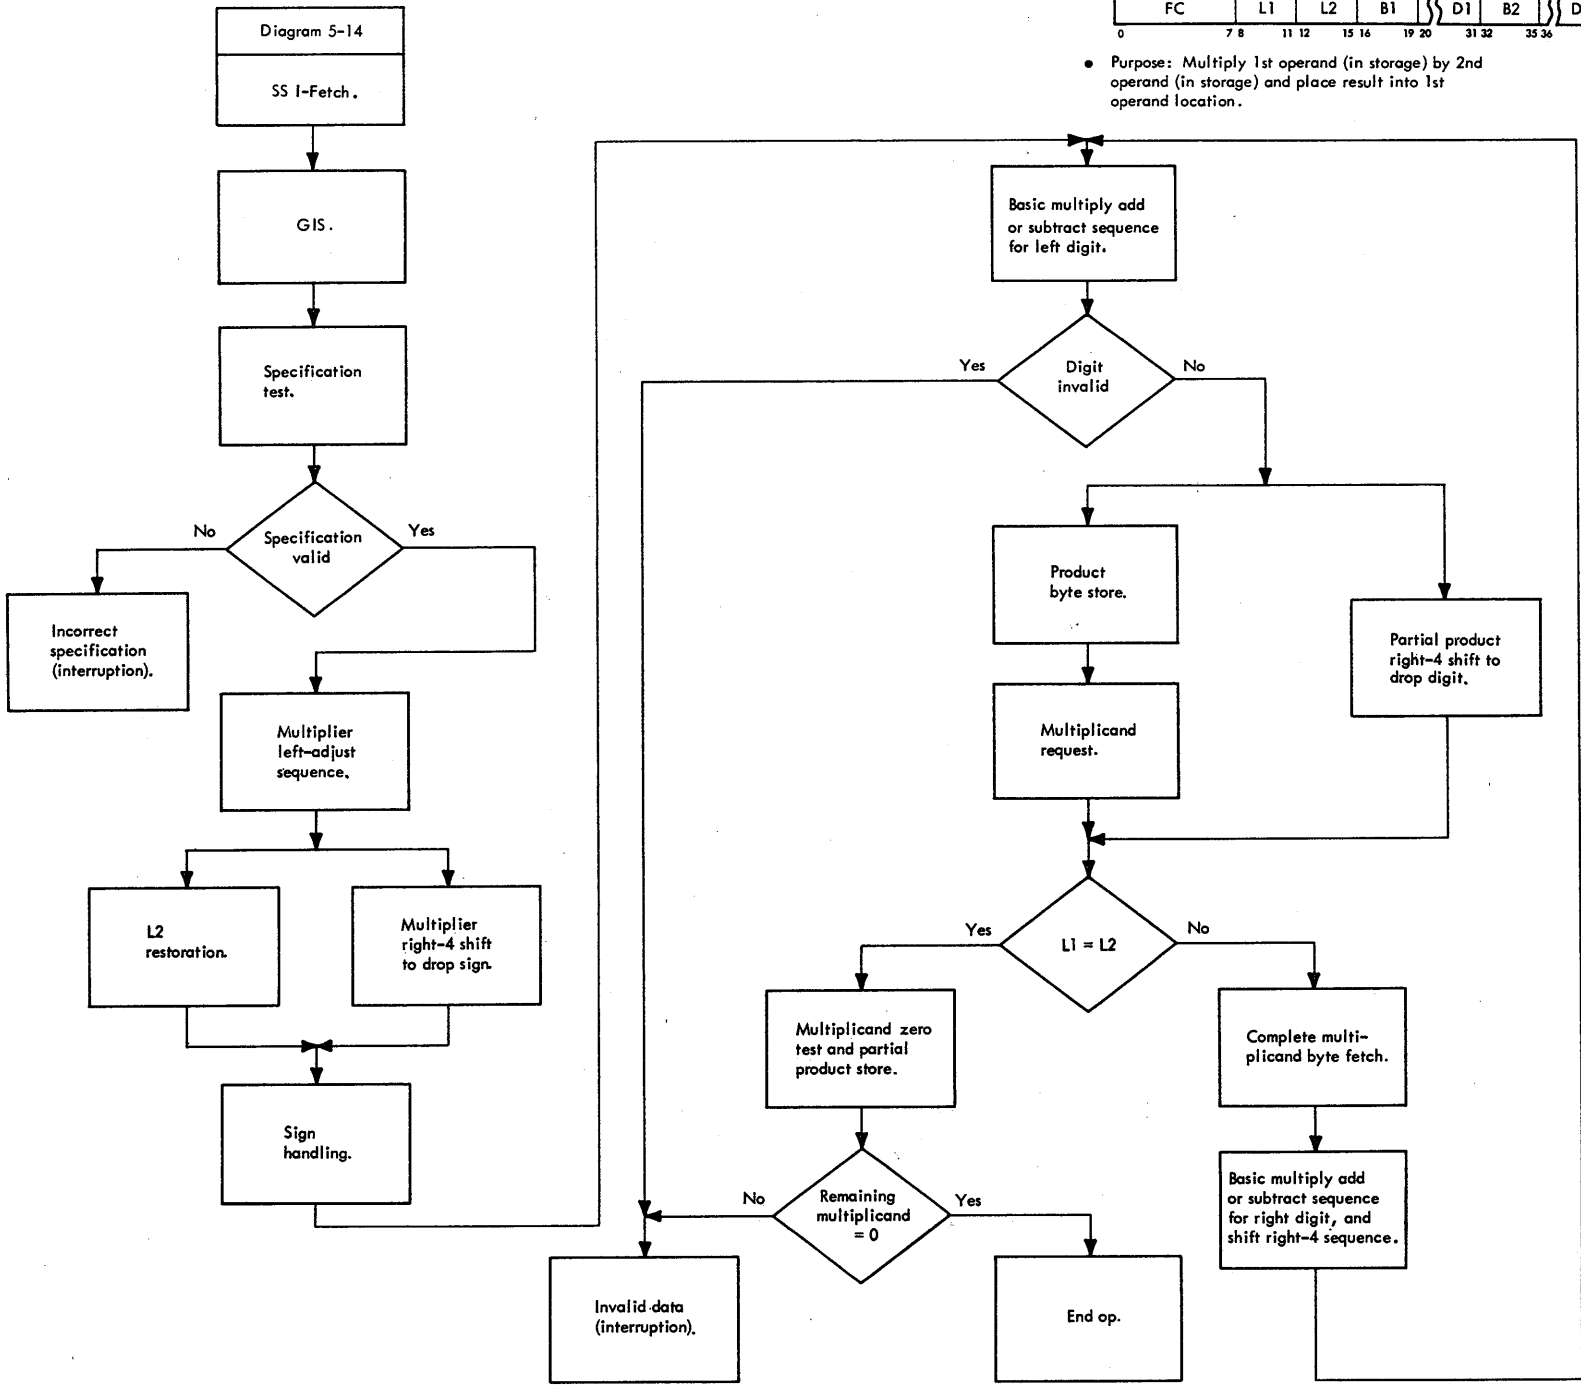 FC L1 L2 B1 D1 B2 D
0 7 8 11 12 15 16 19 20 31 32 35 36
• Purpose: Multiply 1st operand (in storage) by 2nd
operand (in storage) and place result into 1st
operand location.
Diagram 5-14
SS I-Fetch.
GIS.
Specification
test.
No
Specification
valid
Yes
Incorrect
specification
(interruption).
Multiplier
left-adjust
sequence.
L2
restoration.
Multiplier
right-4 shift
to drop sign.
Sign
handling.
Basic multiply add
or subtract sequence
for left digit.
Yes
Digit
invalid
No
Product
byte store.
Partial product
right-4 shift to
drop digit.
Multiplicand
request.
Yes
L1 = L2
No
Multiplicand zero
test and partial
product store.
Complete multi-
plicand byte fetch.
No
Remaining
multiplicand
= 0
Yes
Basic multiply add
or subtract sequence
for right digit, and
shift right-4 sequence.
Invalid data
(interruption).
End op.